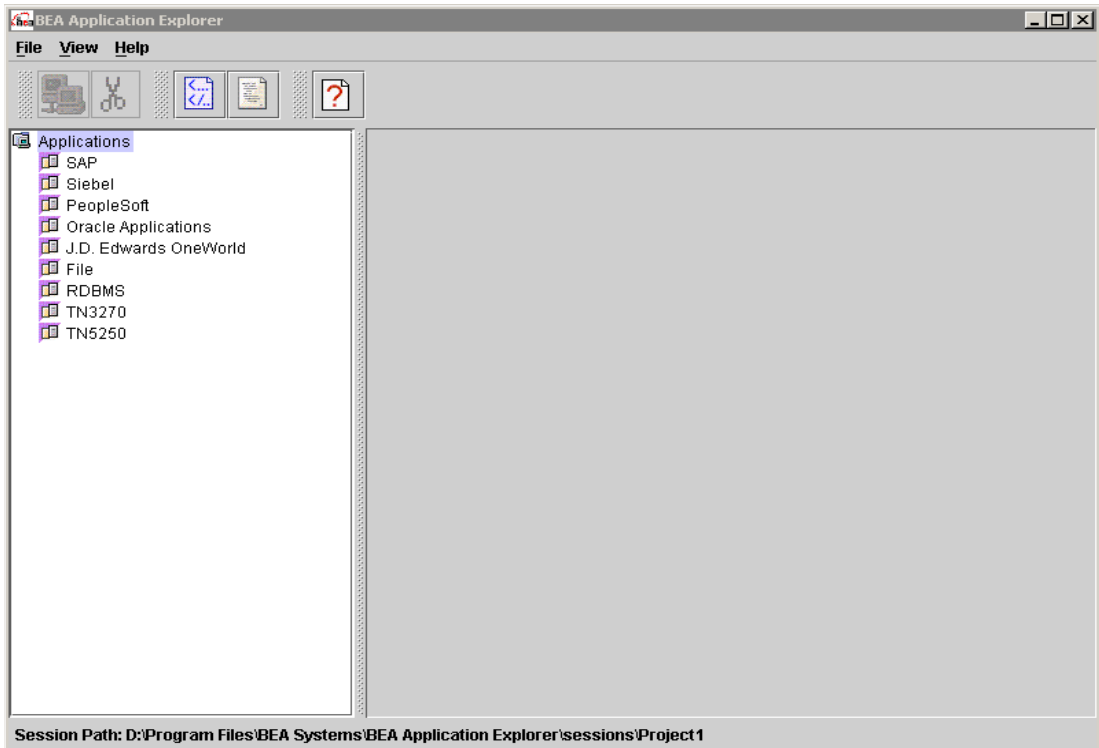 bea BEA Application Explorer
File View Help
<...
</..
?
Applications
SAP
Siebel
PeopleSoft
Oracle Applications
J.D. Edwards OneWorld
File
RDBMS
TN3270
TN5250
Session Path: D:\Program Files\BEA Systems\BEA Application Explorer\sessions\Project1